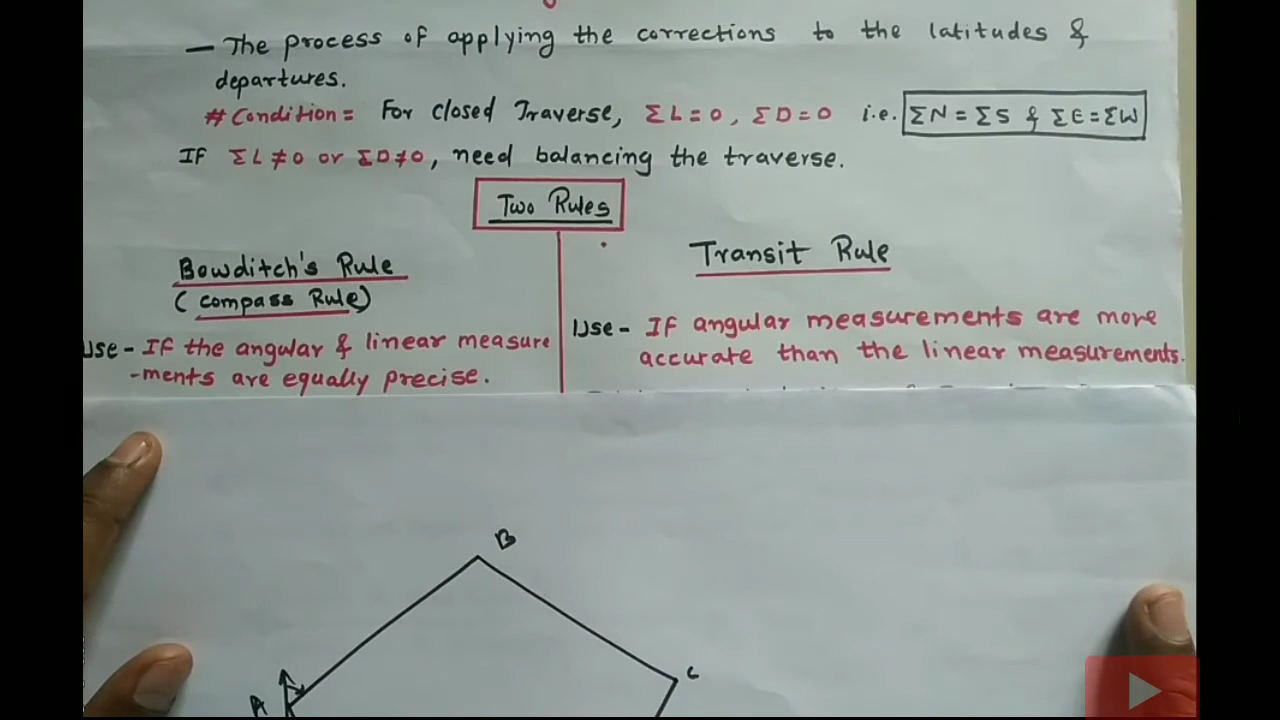 — The process of applying the corrections to the latitudes &
departures.
# Condition = For closed Traverse, ΣL=0, ΣD=0 i.e. ΣN=ΣS & ΣE=ΣW
IF ΣL≠0 or ΣD≠0, need balancing the traverse.
Two Rules
Bowditch's Rule
(compass Rule)
Use - IF the angular & linear measure
-ments are equally precise.
Transit Rule
Use - IF angular measurements are more
accurate than the linear measurements.
B
A
C